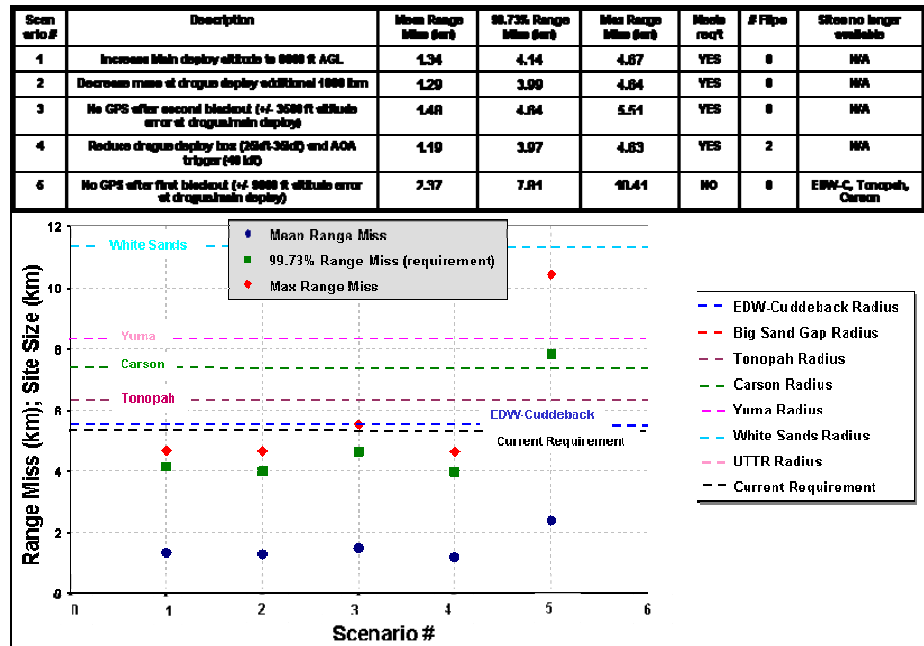 Scen Description Mean Range 99.73% Range Max Range Meets # Flips Sites no longer
ario # Miss (km) Miss (km) Miss (km) req't available
1 Increase Main deploy altitude to 8000 ft AGL 1.34 4.14 4.67 YES 0 N/A
2 Decrease mass at drogue deploy additional 1000 lbm 1.29 3.99 4.64 YES 0 N/A
3 No GPS after second blackout (+/- 3500 ft altitude 1.48 4.64 5.51 YES 0 N/A
error at drogue/main deploy)
4 Reduce drogue deploy box (25kft-35kft) and AOA 1.19 3.97 4.63 YES 2 N/A
trigger (40 kft)
5 No GPS after first blackout (+/- ft altitude error 2.37 7.81 10.41 NO 0 EDW-C, Tonopah,
at drogue/main deploy) Carson
Range Miss (km); Site Size (km)
12
10
8
6
4
2
0
Mean Range Miss
99.73% Range Miss (requirement)
Max Range Miss
White Sands
Yuma
Carson
Tonopah
EDW-Cuddeback
Current Requirement
0 1 2 3 4 5 6
Scenario #
EDW-Cuddeback Radius
Big Sand Gap Radius
Tonopah Radius
Carson Radius
Yuma Radius
White Sands Radius
UTTR Radius
Current Requirement